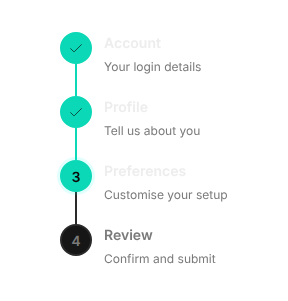 Account
Your login details
Profile
Tell us about you
3
Preferences
Customise your setup
4
Review
Confirm and submit